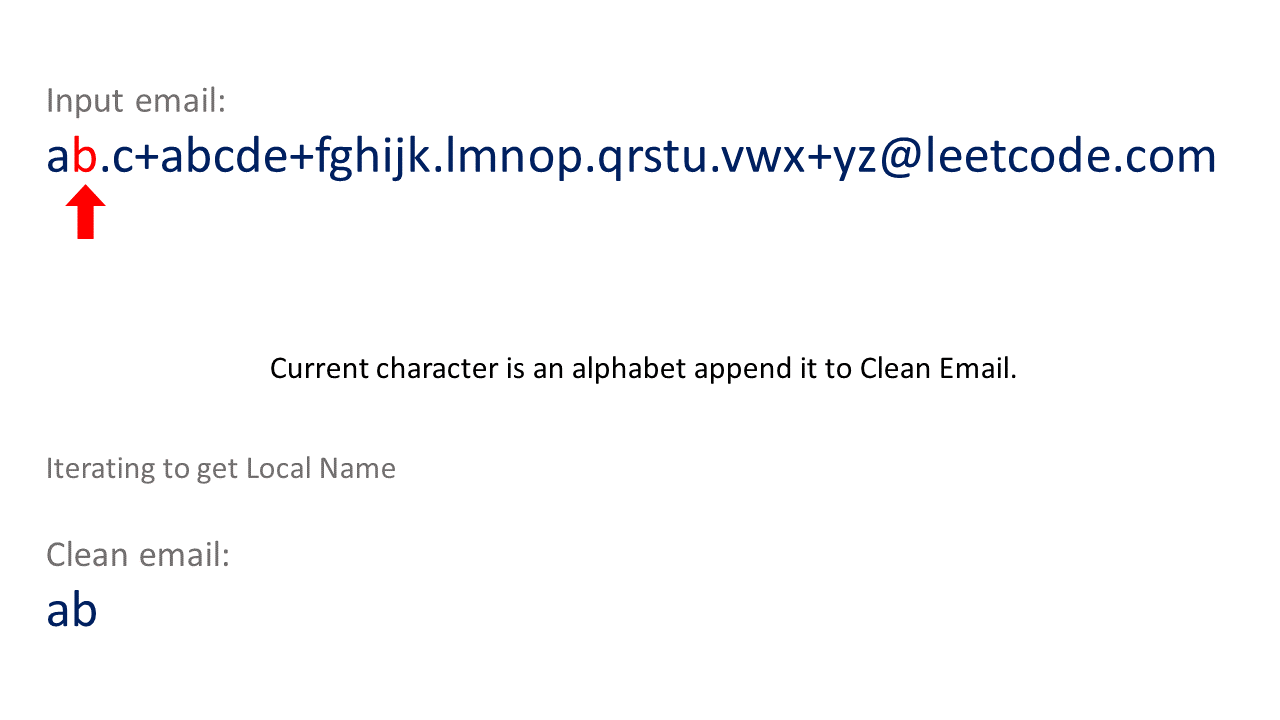 Input email:
ab.c+abcde+fghijk.lmnop.qrstu.vwx+yz@leetcode.com
Current character is an alphabet append it to Clean Email.
Iterating to get Local Name
Clean email:
ab